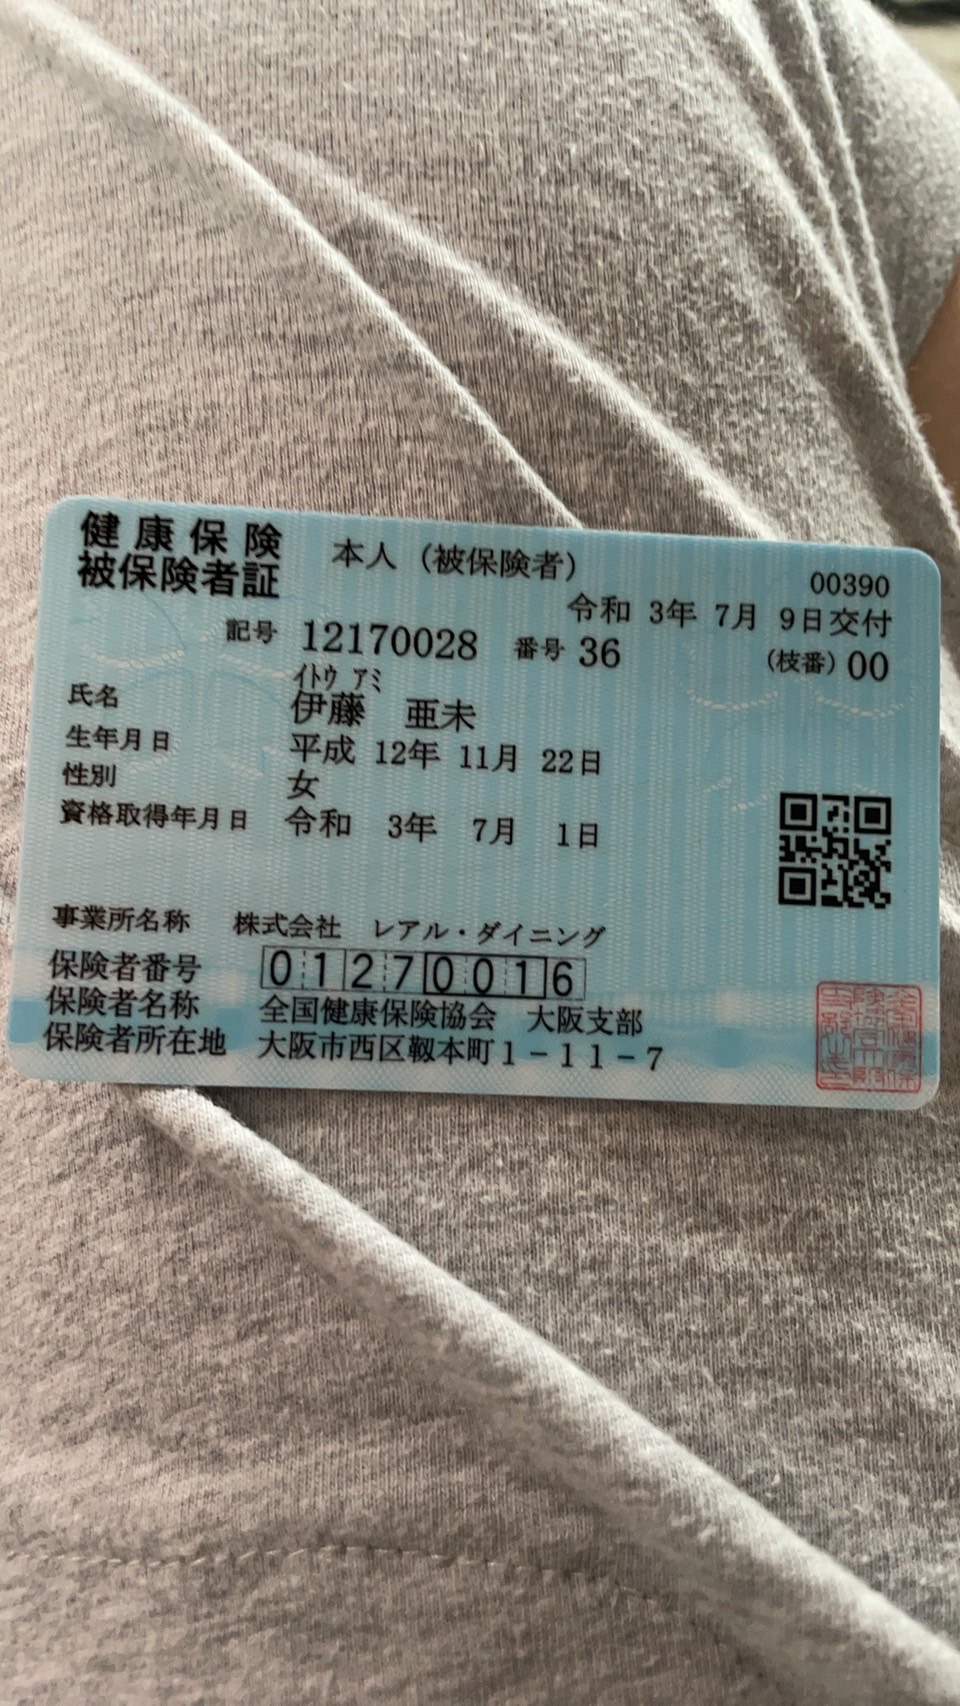 健康保険
被保険者証
本人（被保険者）
00390
令和 3年 7月 9日交付
記号 12170028 番号 36 （枝番）00
ｲﾄｳ ｱﾐ
氏名 伊藤 亜未
生年月日 平成 12年 11月 22日
性別 女
資格取得年月日 令和 3年 7月 1日
事業所名称 株式会社 レアル・ダイニング
保険者番号 01270016
保険者名称 全国健康保険協会 大阪支部
保険者所在地 大阪市西区靱本町1－11－7